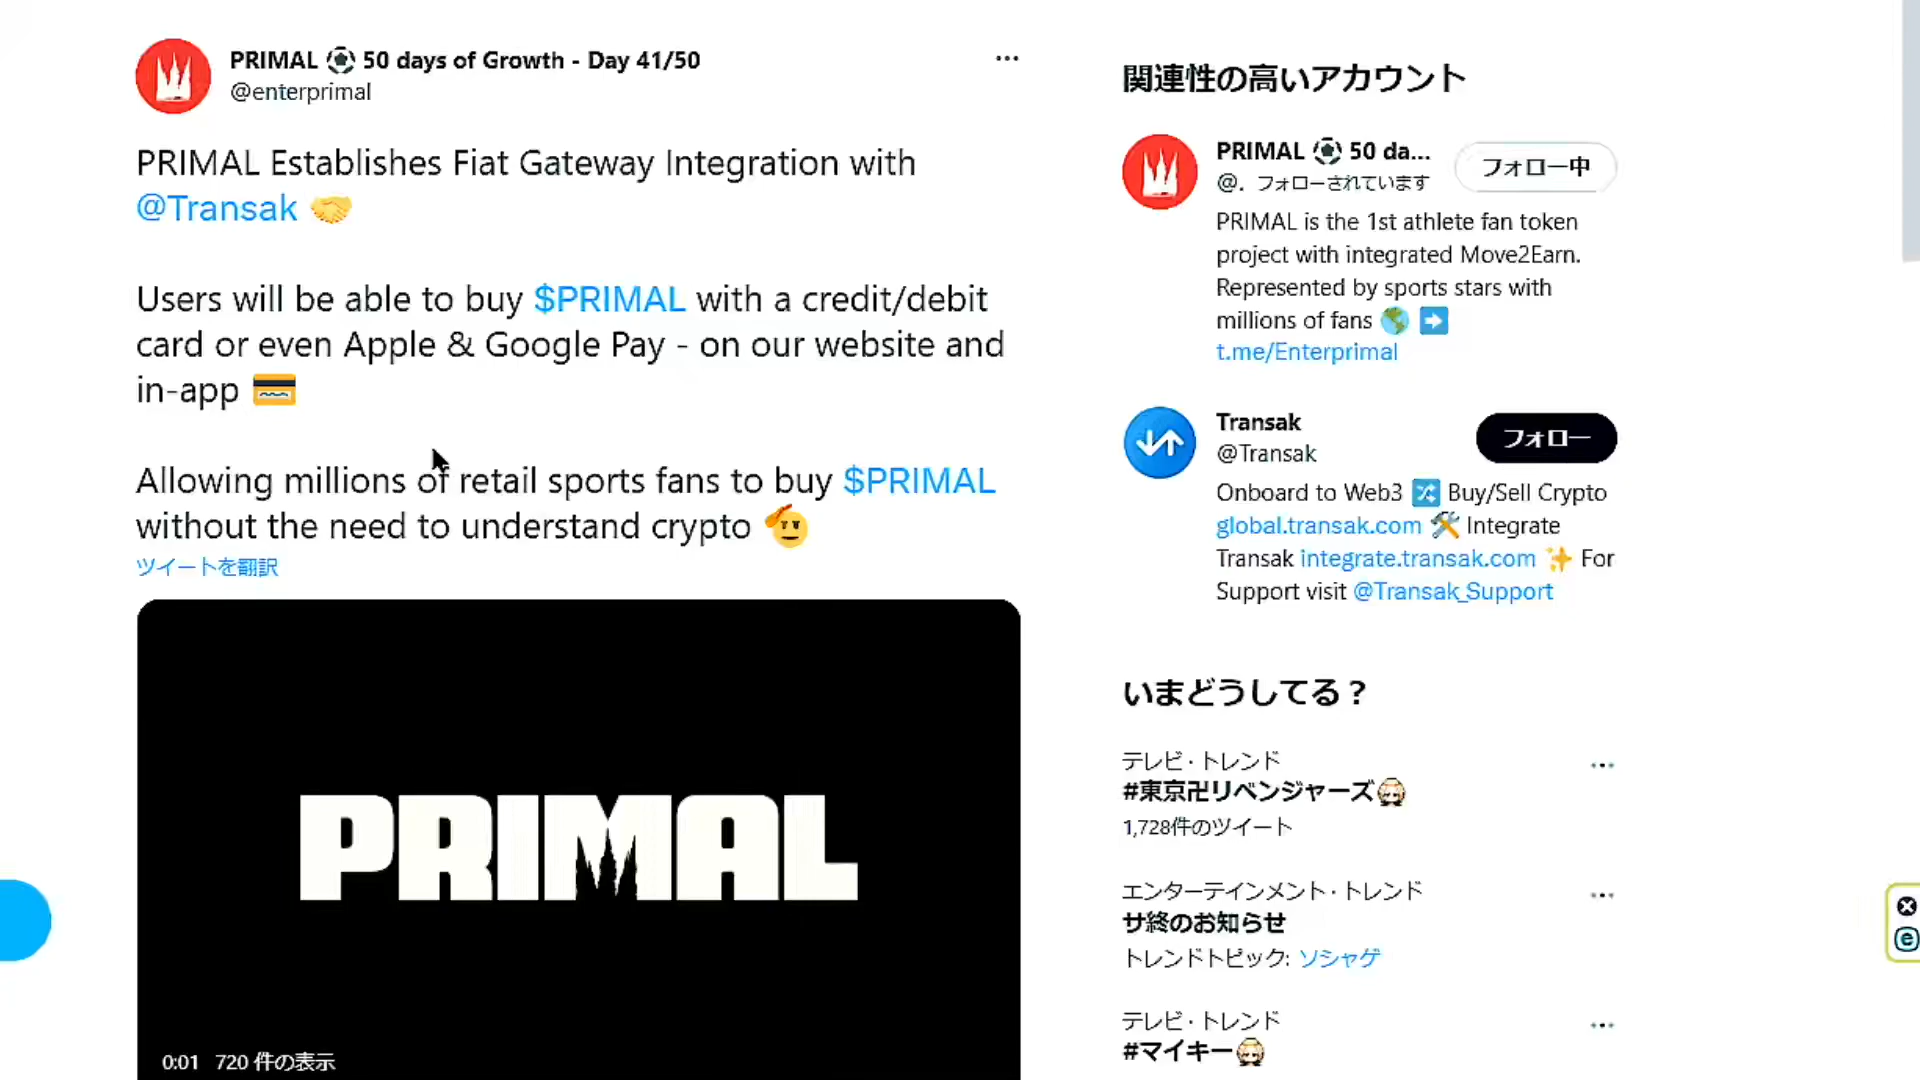 PRIMAL ⚽ 50 days of Growth - Day 41/50
@enterprimal
PRIMAL Establishes Fiat Gateway Integration with
@Transak 🤝
Users will be able to buy $PRIMAL with a credit/debit
card or even Apple & Google Pay - on our website and
in-app 💳
Allowing millions of retail sports fans to buy $PRIMAL
without the need to understand crypto 🫡
ツイートを翻訳
PRIMAL
0:01 720 件の表示
関連性の高いアカウント
PRIMAL ⚽ 50 da...
@. フォローされています
フォロー中
PRIMAL is the 1st athlete fan token
project with integrated Move2Earn.
Represented by sports stars with
millions of fans 🌎 ➡️
t.me/Enterprimal
Transak
@Transak
フォロー
Onboard to Web3 🔀 Buy/Sell Crypto
global.transak.com 🛠️ Integrate
Transak integrate.transak.com ✨ For
Support visit @Transak_Support
いまどうしてる？
テレビ · トレンド
#東京卍リベンジャーズ
1,728件のツイート
エンターテインメント · トレンド
サ終のお知らせ
トレンドトピック: ソシャゲ
テレビ · トレンド
#マイキー